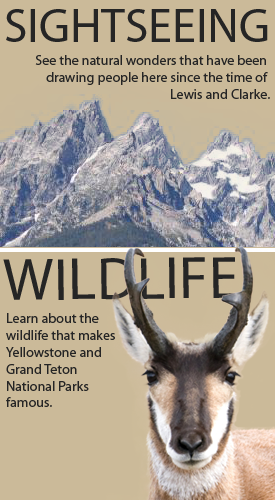 SIGHTSEEING
See the natural wonders that have been
drawing people here since the time of
Lewis and Clarke.
WILDLIFE
Learn about the
wildlife that makes
Yellowstone and
Grand Teton
National Parks
famous.